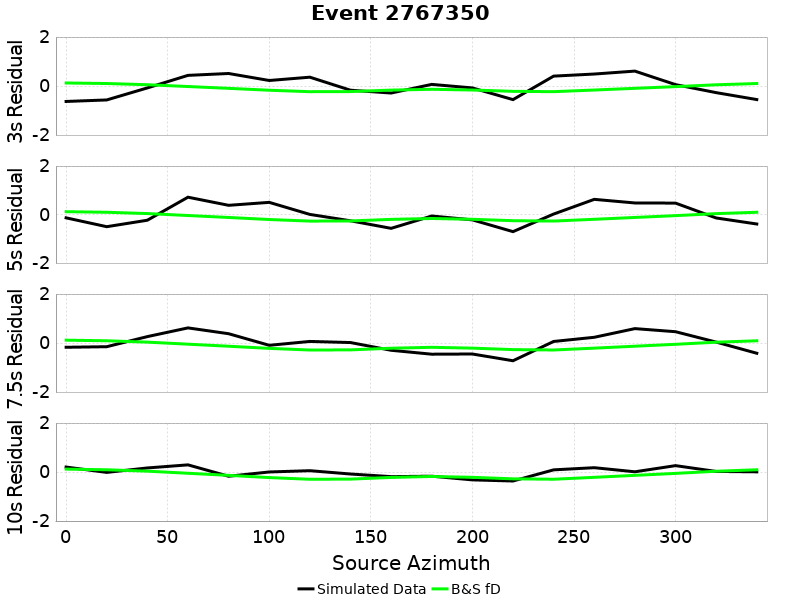 Event 2767350
3s Residual
2
0
-2
5s Residual
2
0
-2
7.5s Residual
2
0
-2
10s Residual
2
0
-2
0 50 100 150 200 250 300
Source Azimuth
Simulated Data B&S fD